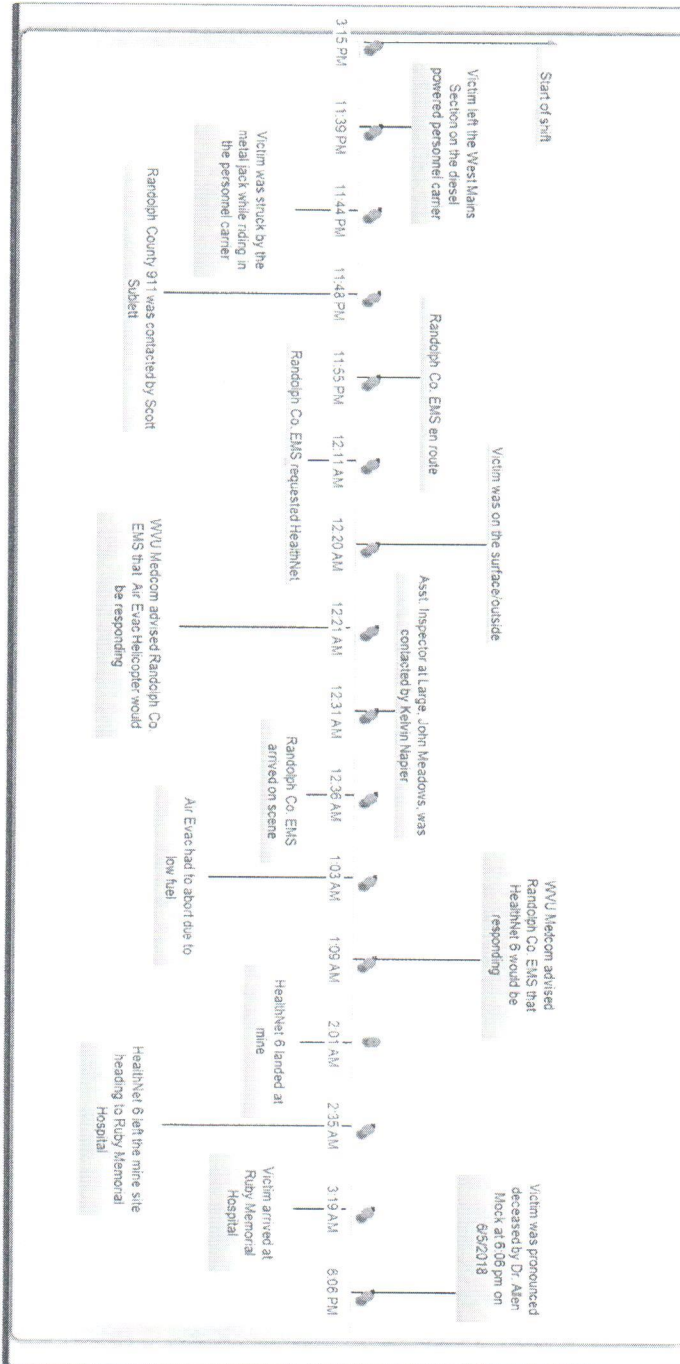 Start of shift
3:15 PM
Victim left the West Mains
Section on the diesel
powered personnel carrier
11:39 PM
11:44 PM
Victim was struck by the
metal jack while riding in
the personnel carrier
11:48 PM
Randolph County 911 was contacted by Scott
Sublett
Randolph Co. EMS en route
11:55 PM
12:11 AM
Randolph Co. EMS requested HealthNet
Victim was on the surface/outside
12:20 AM
12:21 AM
WVU Medcom advised Randolph Co.
EMS that Air Evac Helicopter would
be responding
Asst. Inspector at Large, John Meadows, was
contacted by Kelvin Napier
12:31 AM
12:36 AM
Randolph Co. EMS
arrived on scene
1:03 AM
Air Evac had to abort due to
low fuel
WVU Medcom advised
Randolph Co. EMS that
HealthNet 6 would be
responding
1:09 AM
2:01 AM
HealthNet 6 landed at
mine
2:35 AM
HealthNet 6 left the mine site
heading to Ruby Memorial
Hospital
3:19 AM
Victim arrived at
Ruby Memorial
Hospital
Victim was pronounced
deceased by Dr. Allen
Mock at 6:06 pm on
6/5/2018
6:06 PM